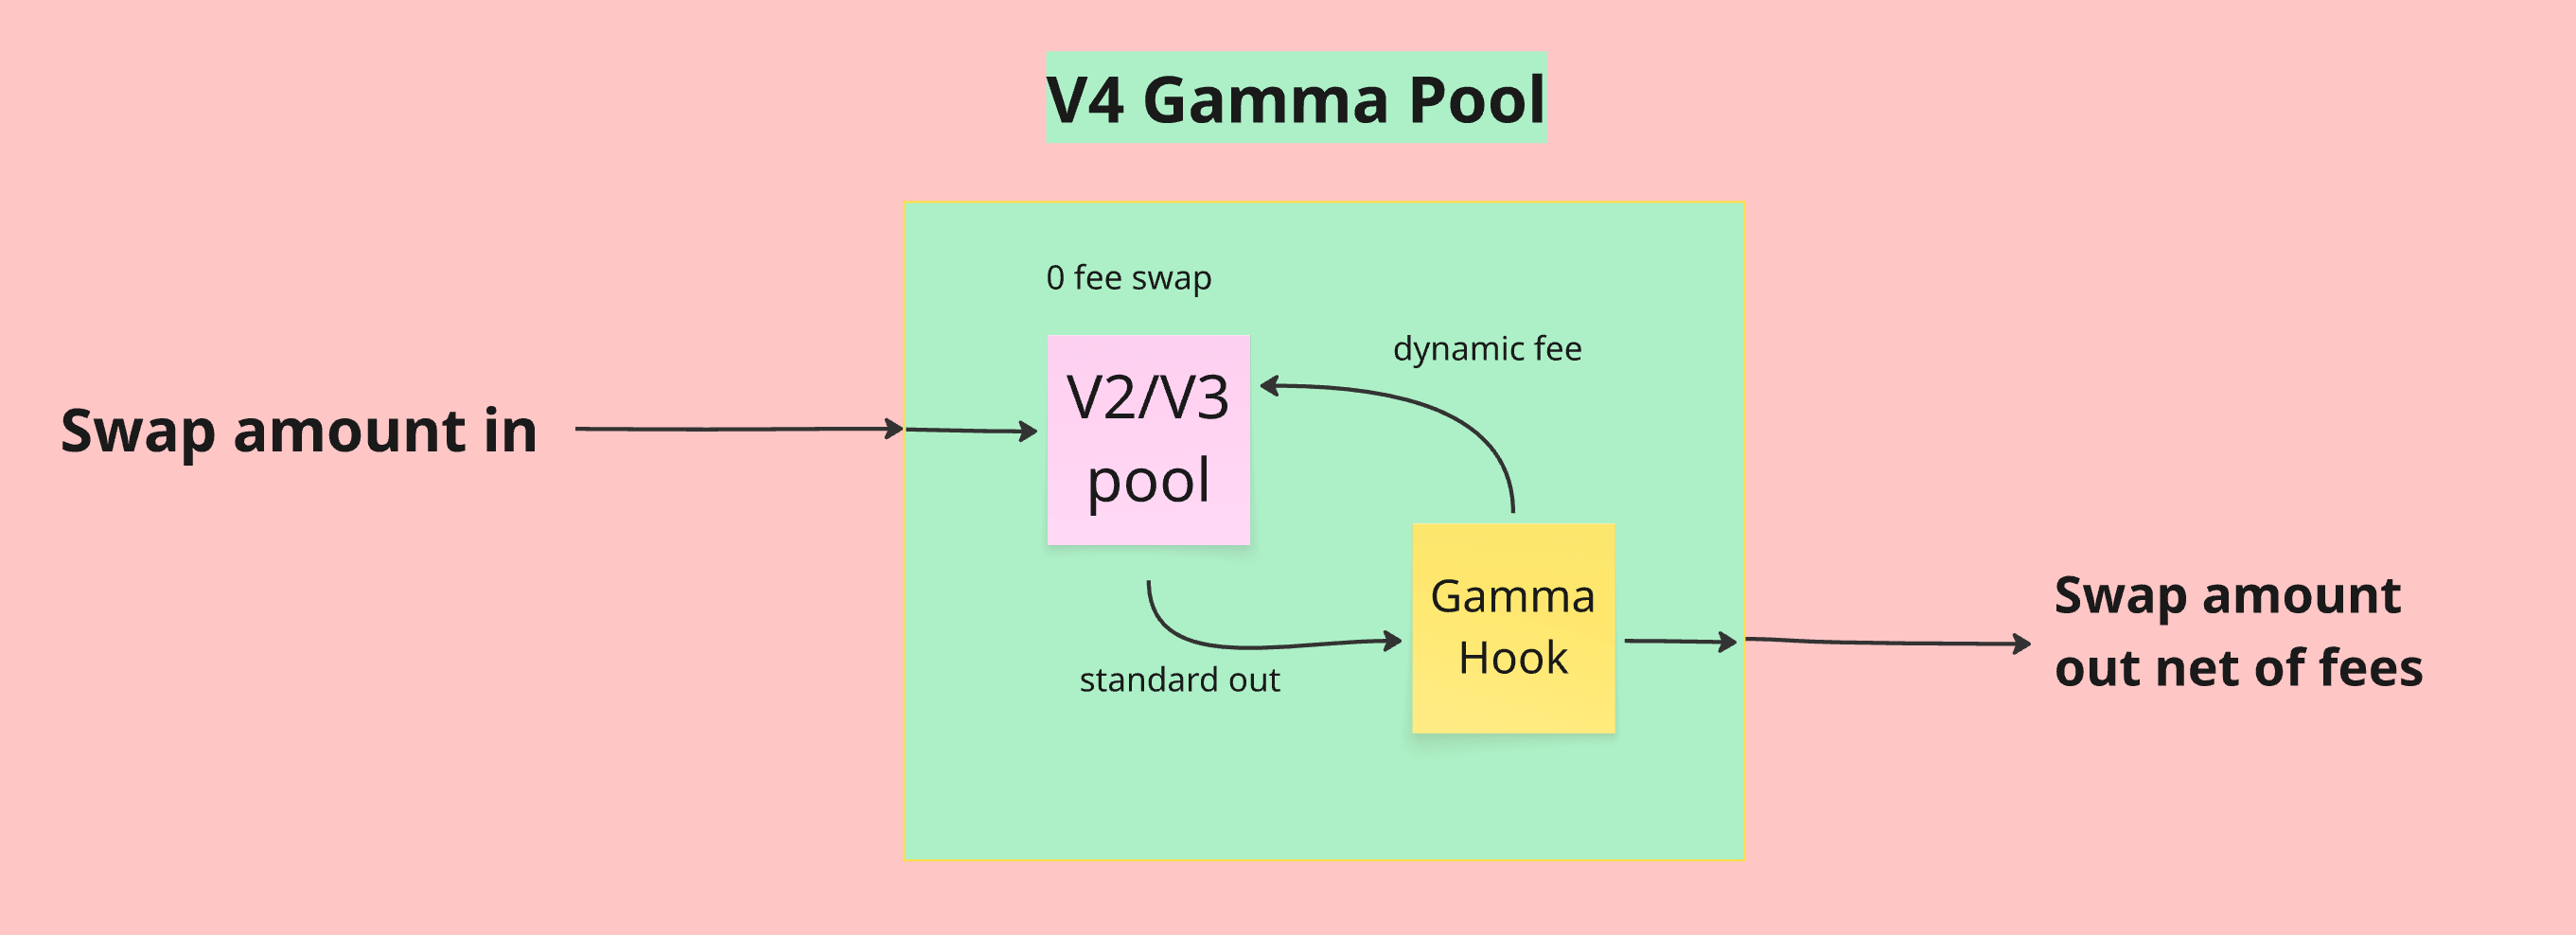 V4 Gamma Pool
0 fee swap
dynamic fee
V2/V3
pool
Swap amount in
Gamma
Hook
standard out
Swap amount
out net of fees